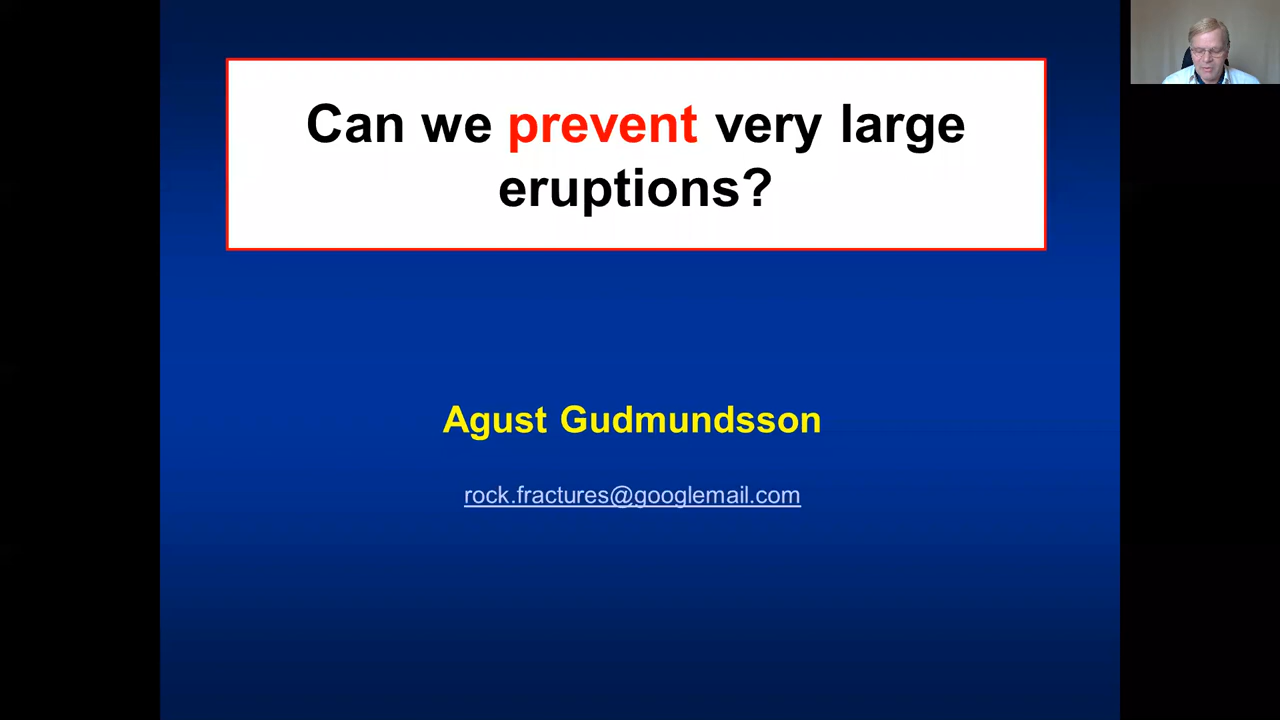 Can we prevent very large
eruptions?
Agust Gudmundsson
rock.fractures@googlemail.com